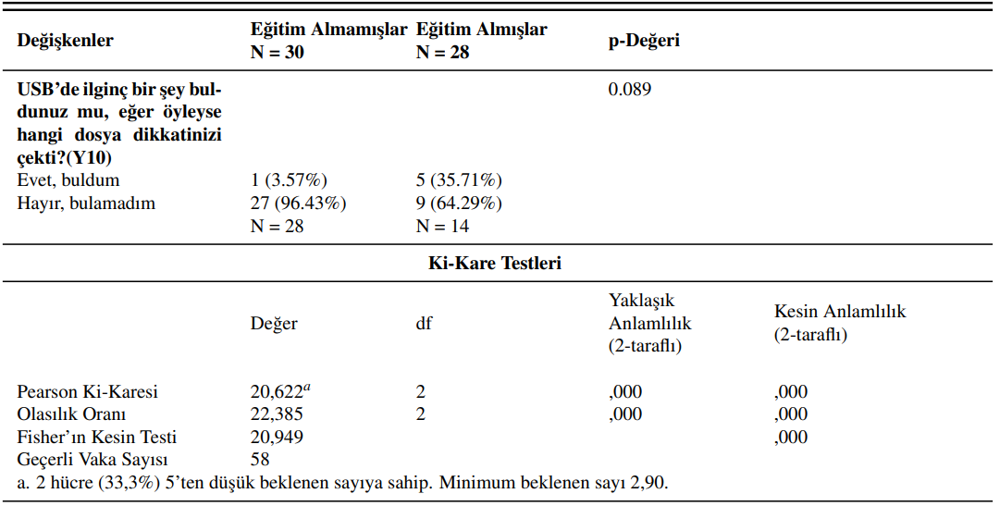 Değişkenler Eğitim Almamışlar Eğitim Almışlar p-Değeri
N = 30 N = 28
USB’de ilginç bir şey bul-
dunuz mu, eğer öyleyse
hangi dosya dikkatinizi
çekti?(Y10)
0.089
Evet, buldum 1 (3.57%) 5 (35.71%)
Hayır, bulamadım 27 (96.43%) 9 (64.29%)
N = 28 N = 14
Ki-Kare Testleri
Değer df Yaklaşık Anlamlılık (2-taraflı) Kesin Anlamlılık (2-taraflı)
Pearson Ki-Karesi 20,622a 2 ,000 ,000
Olasılık Oranı 22,385 2 ,000 ,000
Fisher’ın Kesin Testi 20,949 ,000
Geçerli Vaka Sayısı 58
a. 2 hücre (33,3%) 5’ten düşük beklenen sayıya sahip. Minimum beklenen sayı 2,90.